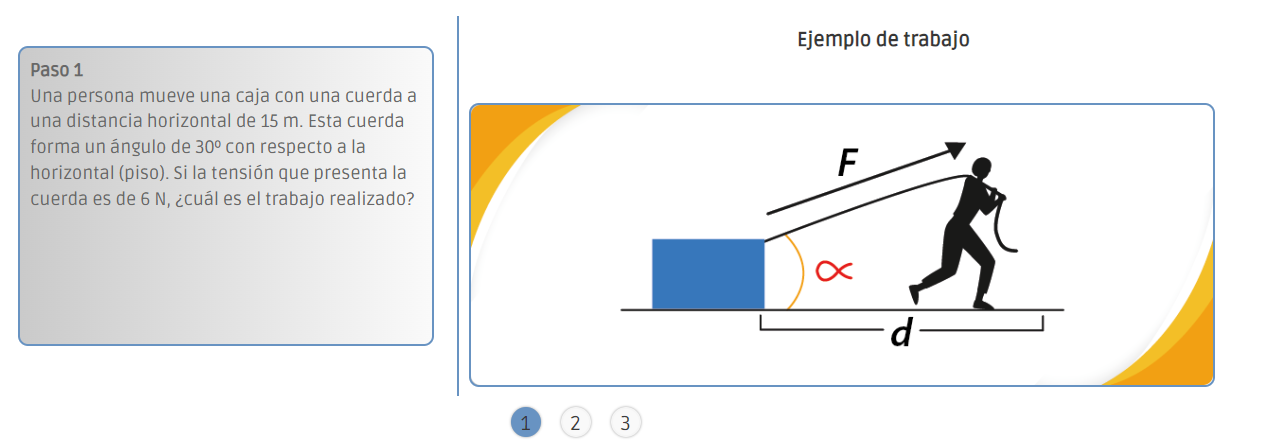 Ejemplo de trabajo
Paso 1
Una persona mueve una caja con una cuerda a
una distancia horizontal de 15 m. Esta cuerda
forma un ángulo de 30º con respecto a la
horizontal (piso). Si la tensión que presenta la
cuerda es de 6 N, ¿cuál es el trabajo realizado?
F
∝
d
1 2 3